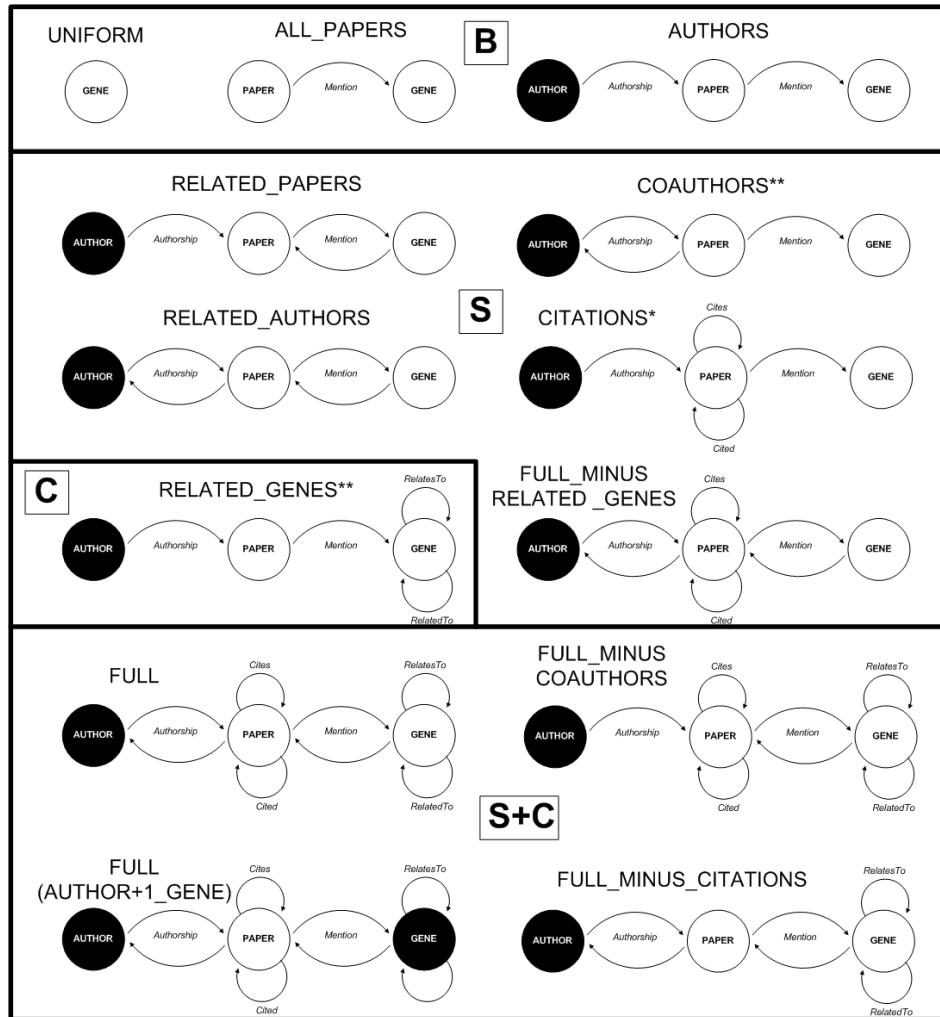 UNIFORM
ALL_PAPERS
B
AUTHORS
GENE
PAPER
Mention
GENE
AUTHOR
Authorship
PAPER
Mention
GENE
RELATED_PAPERS
COAUTHORS**
AUTHOR
Authorship
PAPER
Mention
GENE
AUTHOR
Authorship
PAPER
Mention
GENE
S
RELATED_AUTHORS
CITATIONS*
AUTHOR
Authorship
PAPER
Mention
GENE
Cites
AUTHOR
Authorship
PAPER
Mention
GENE
Cited
C
RELATED_GENES**
RelatesTo
AUTHOR
Authorship
PAPER
Mention
GENE
RelatedTo
FULL_MINUS
RELATED _GENES
Cites
AUTHOR
Authorship
PAPER
Mention
GENE
Cited
FULL
Cites
RelatesTo
AUTHOR
Authorship
PAPER
Mention
GENE
Cited
RelatedTo
FULL_MINUS
COAUTHORS
Cites
RelatesTo
AUTHOR
Authorship
PAPER
Mention
GENE
Cited
RelatedTo
S+C
FULL
(AUTHOR+1_GENE)
Cites
RelatesTo
AUTHOR
Authorship
PAPER
Mention
GENE
Cited
FULL_MINUS_CITATIONS
RelatesTo
AUTHOR
Authorship
PAPER
Mention
GENE
RelatedTo